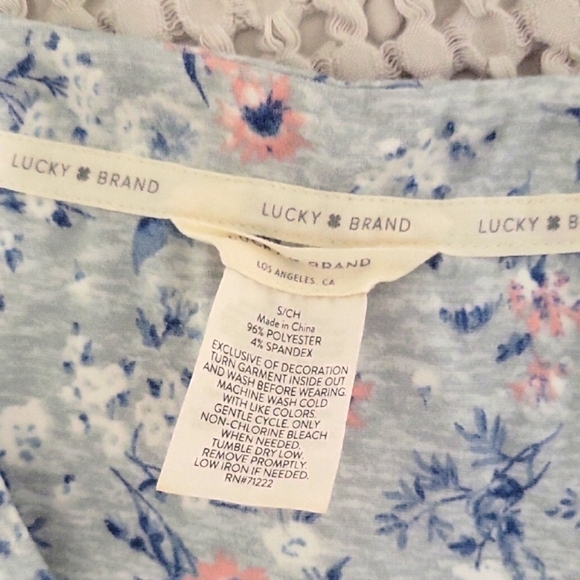 LUCKY BRAND
LUCKY BRAND
LUCKY B
LUCKY BRAND
LOS ANGELES, CA
S/CH
Made in China
96% POLYESTER
4% SPANDEX
EXCLUSIVE OF DECORATION
TURN GARMENT INSIDE OUT
AND WASH BEFORE WEARING.
MACHINE WASH COLD
WITH LIKE COLORS.
GENTLE CYCLE. ONLY
NON-CHLORINE BLEACH
WHEN NEEDED.
TUMBLE DRY LOW.
REMOVE PROMPTLY.
LOW IRON IF NEEDED.
RN#71222